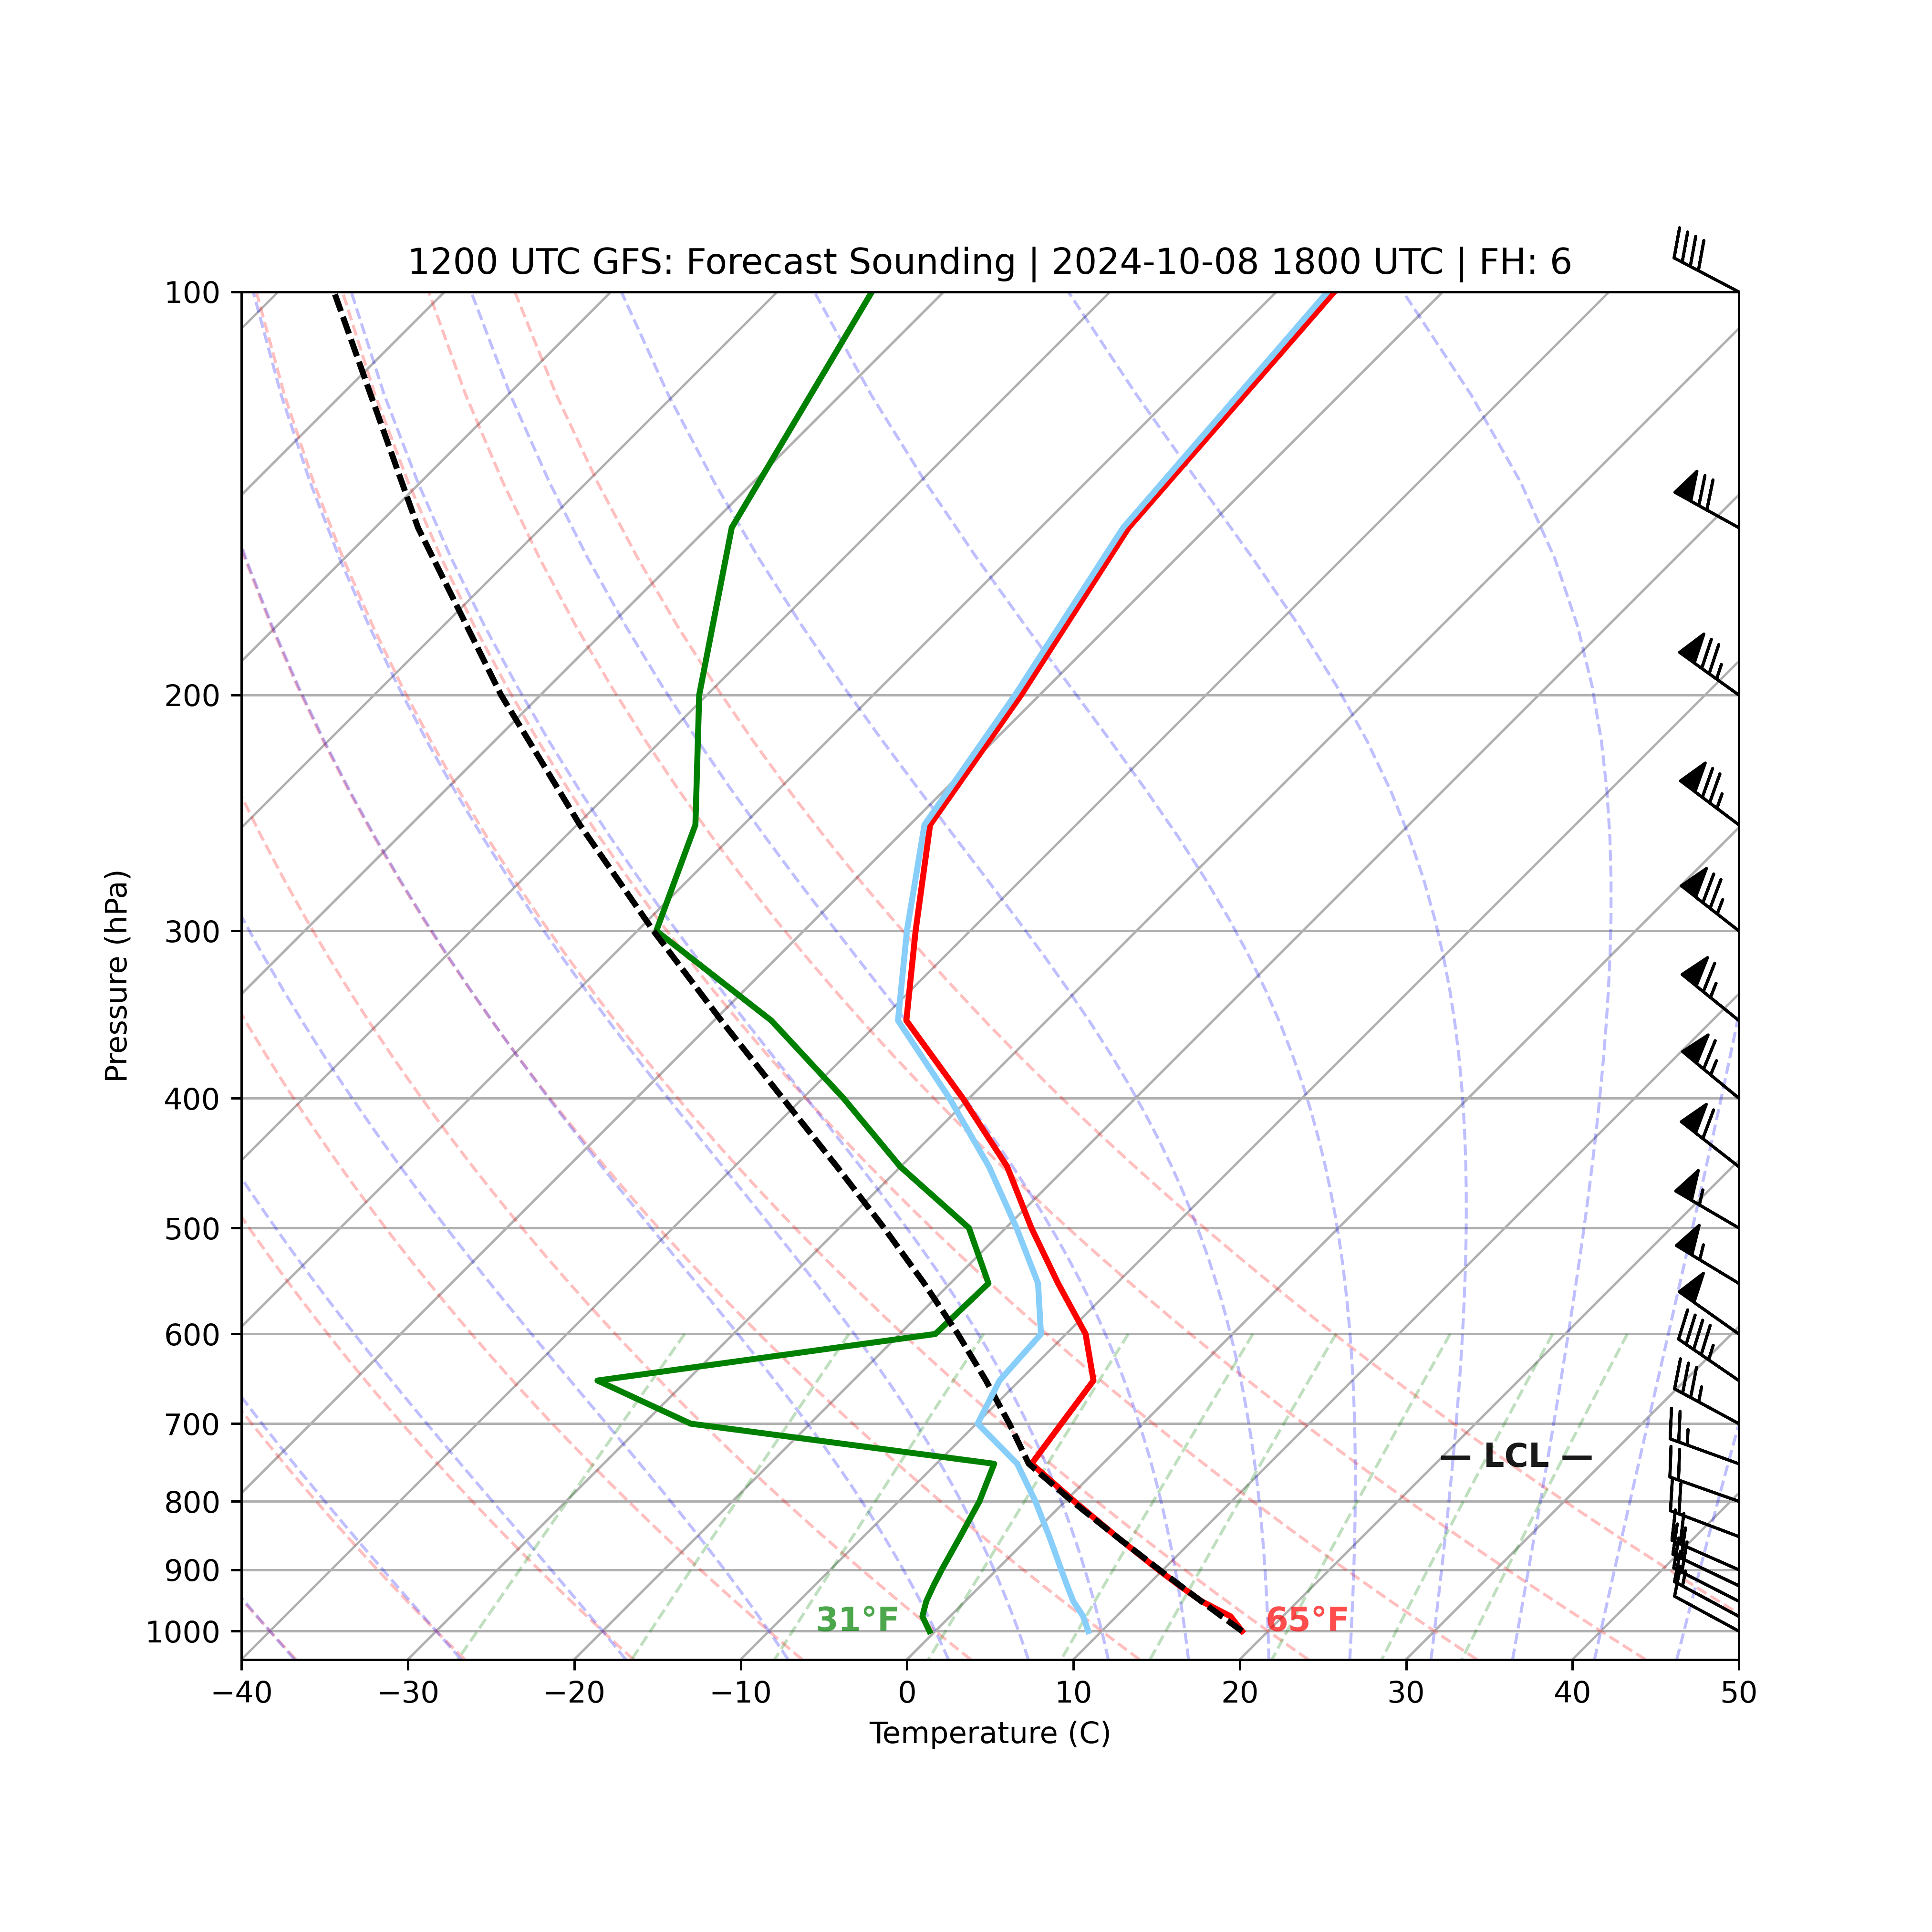 1200 UTC GFS: Forecast Sounding | 2024-10-08 1800 UTC | FH: 6
100
200
300
400
500
600
700
800
900
1000
Pressure (hPa)
— LCL —
31°F
65°F
−40 −30 −20 −10 0 10 20 30 40 50
Temperature (C)